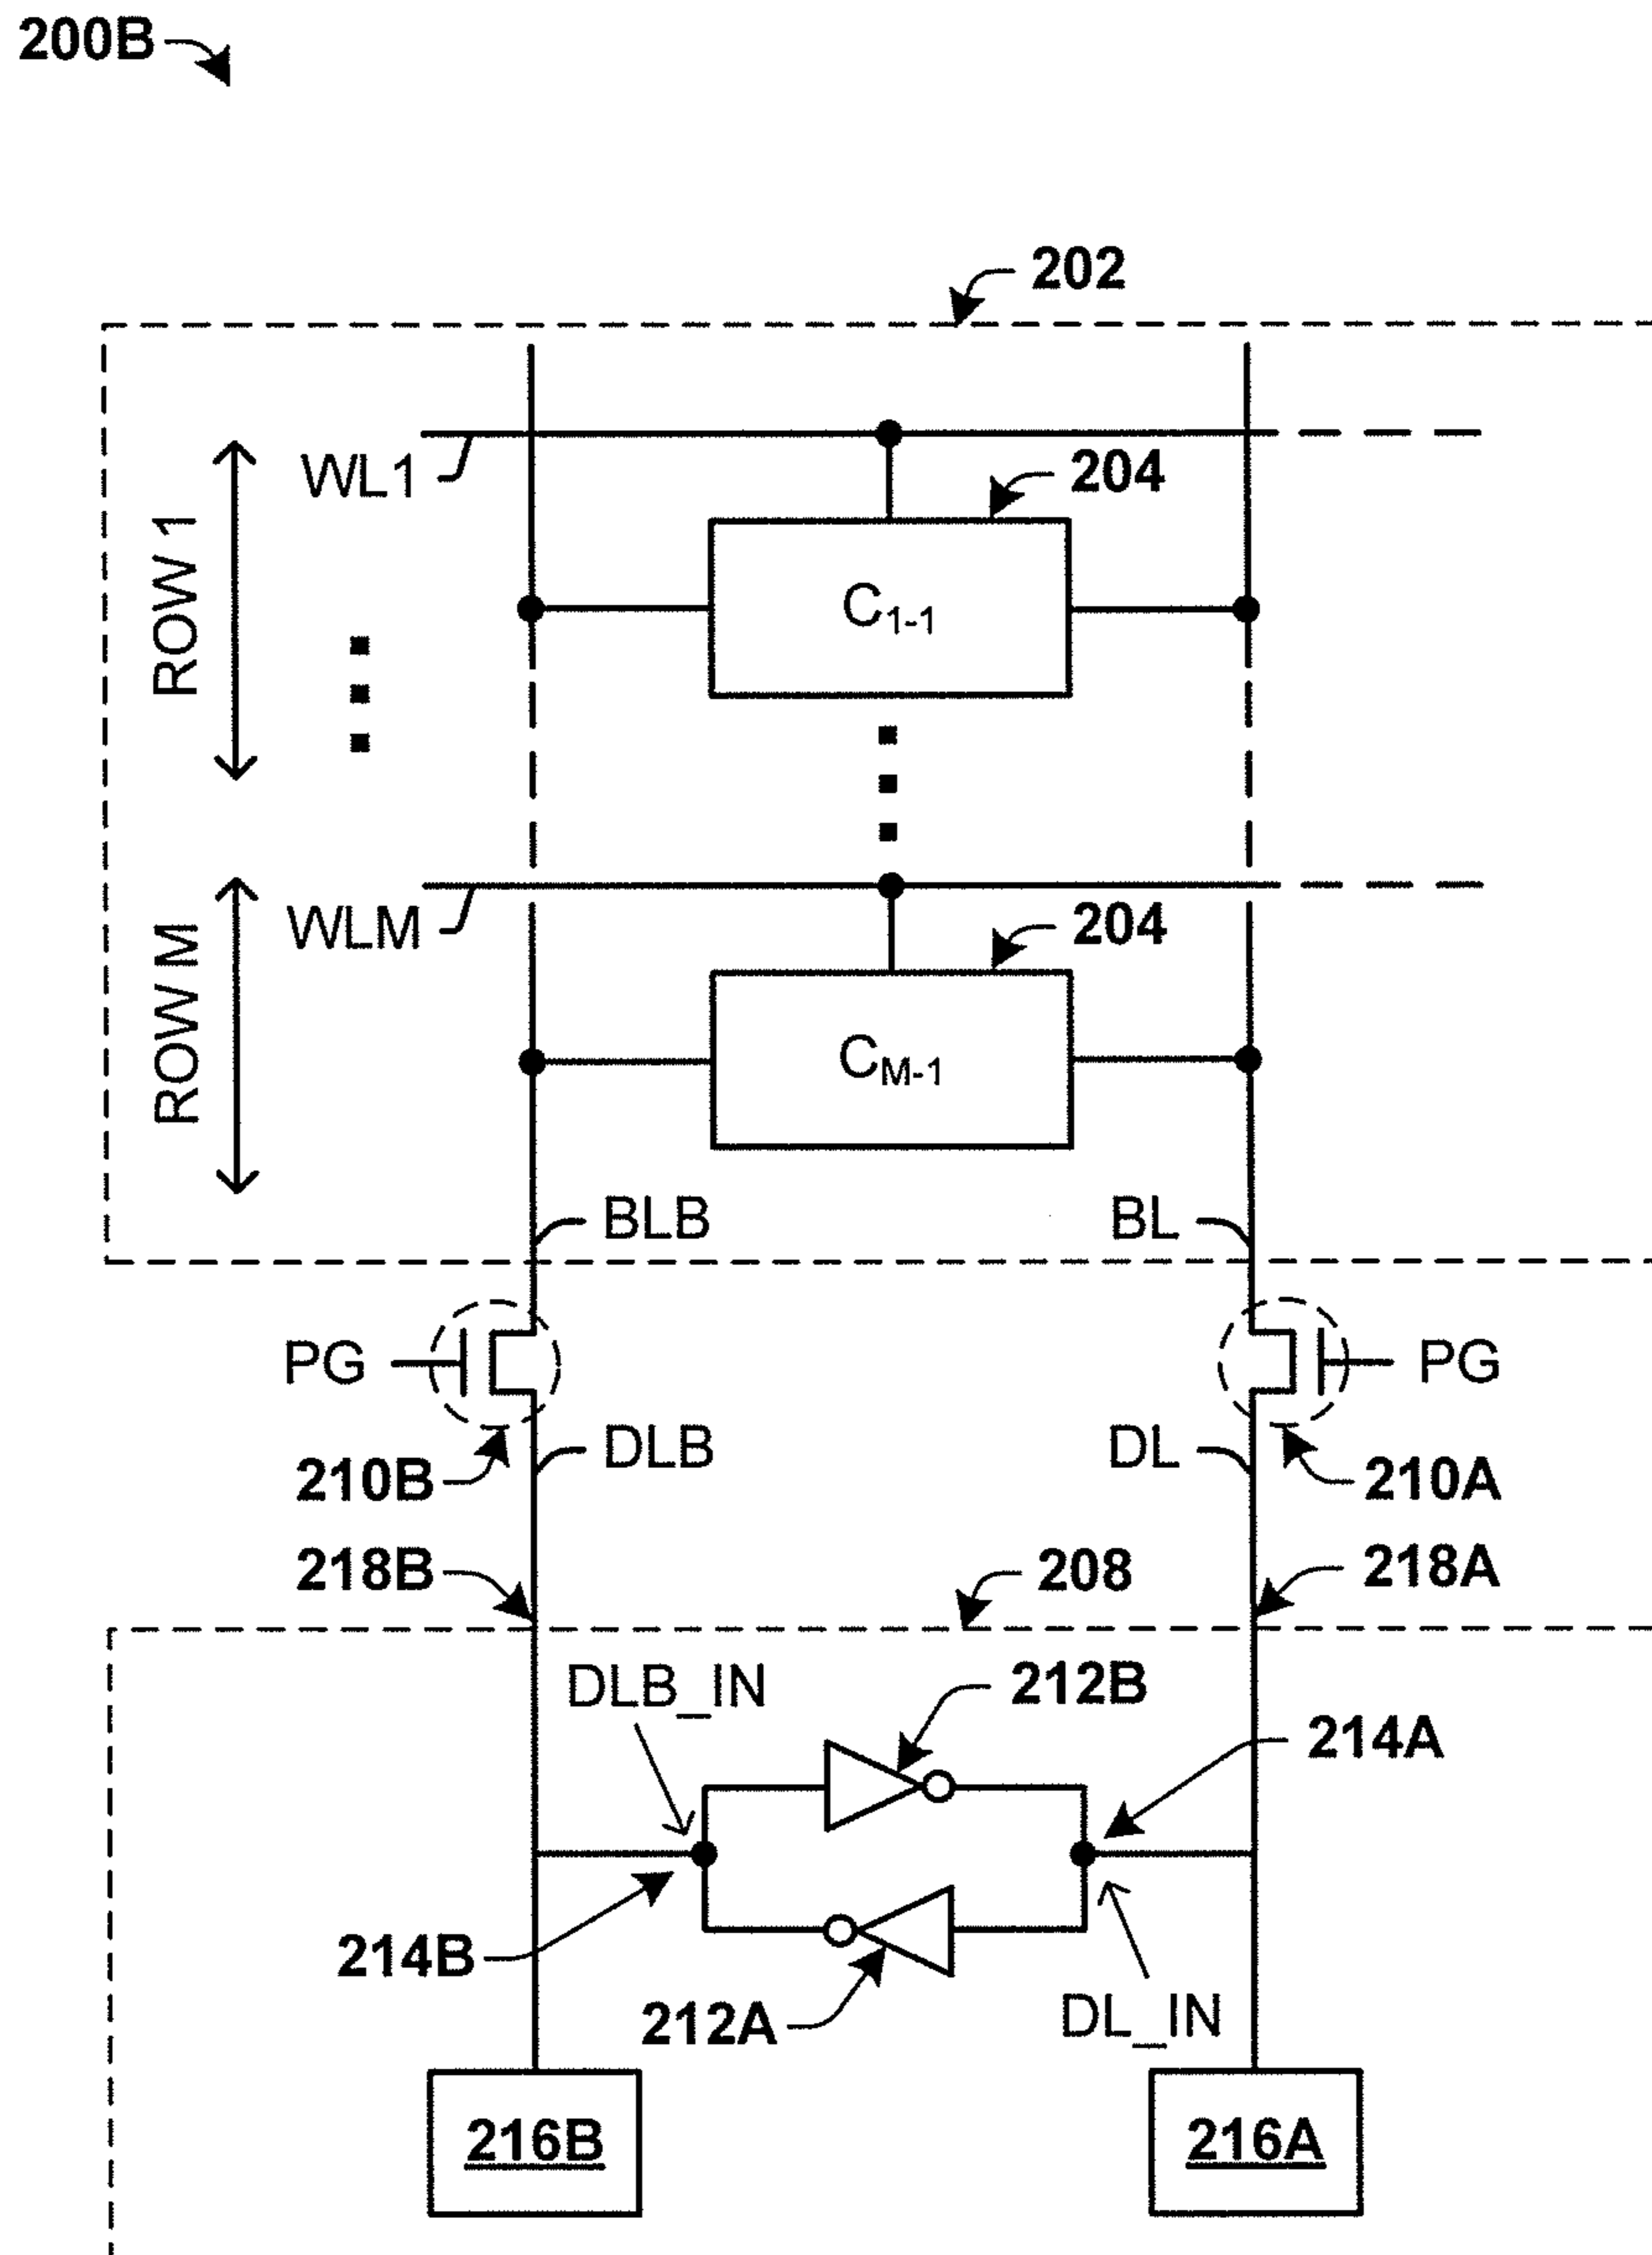 200B
202
WL1
204
ROW 1
C1-1
WLM
204
ROW M
CM-1
BLB BL
PG PG
DLB DL
210B 210A
218B 208 218A
DLB_IN 212B
214A
214B
212A DL_IN
216B 216A